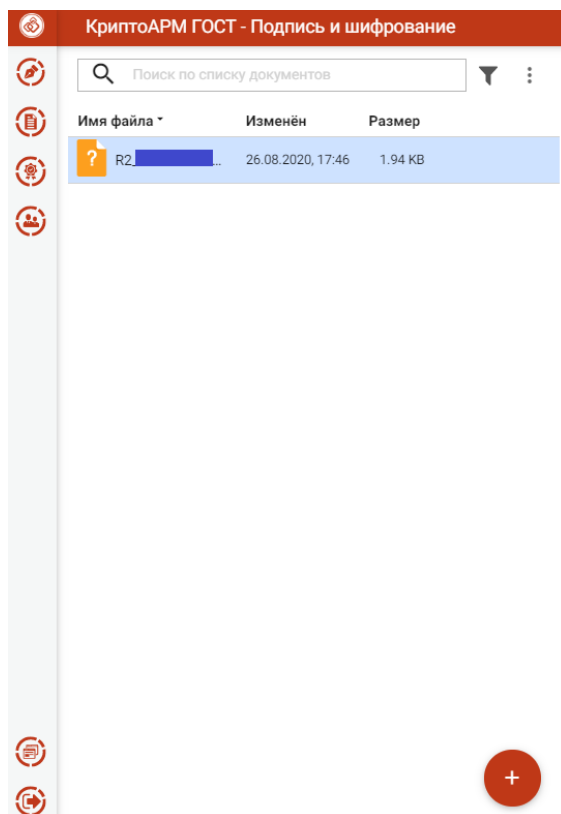 КриптоАРМ ГОСТ - Подпись и шифрование
Поиск по списку документов
Имя файла Изменён Размер
? R2_... 26.08.2020, 17:46 1.94 KB
+